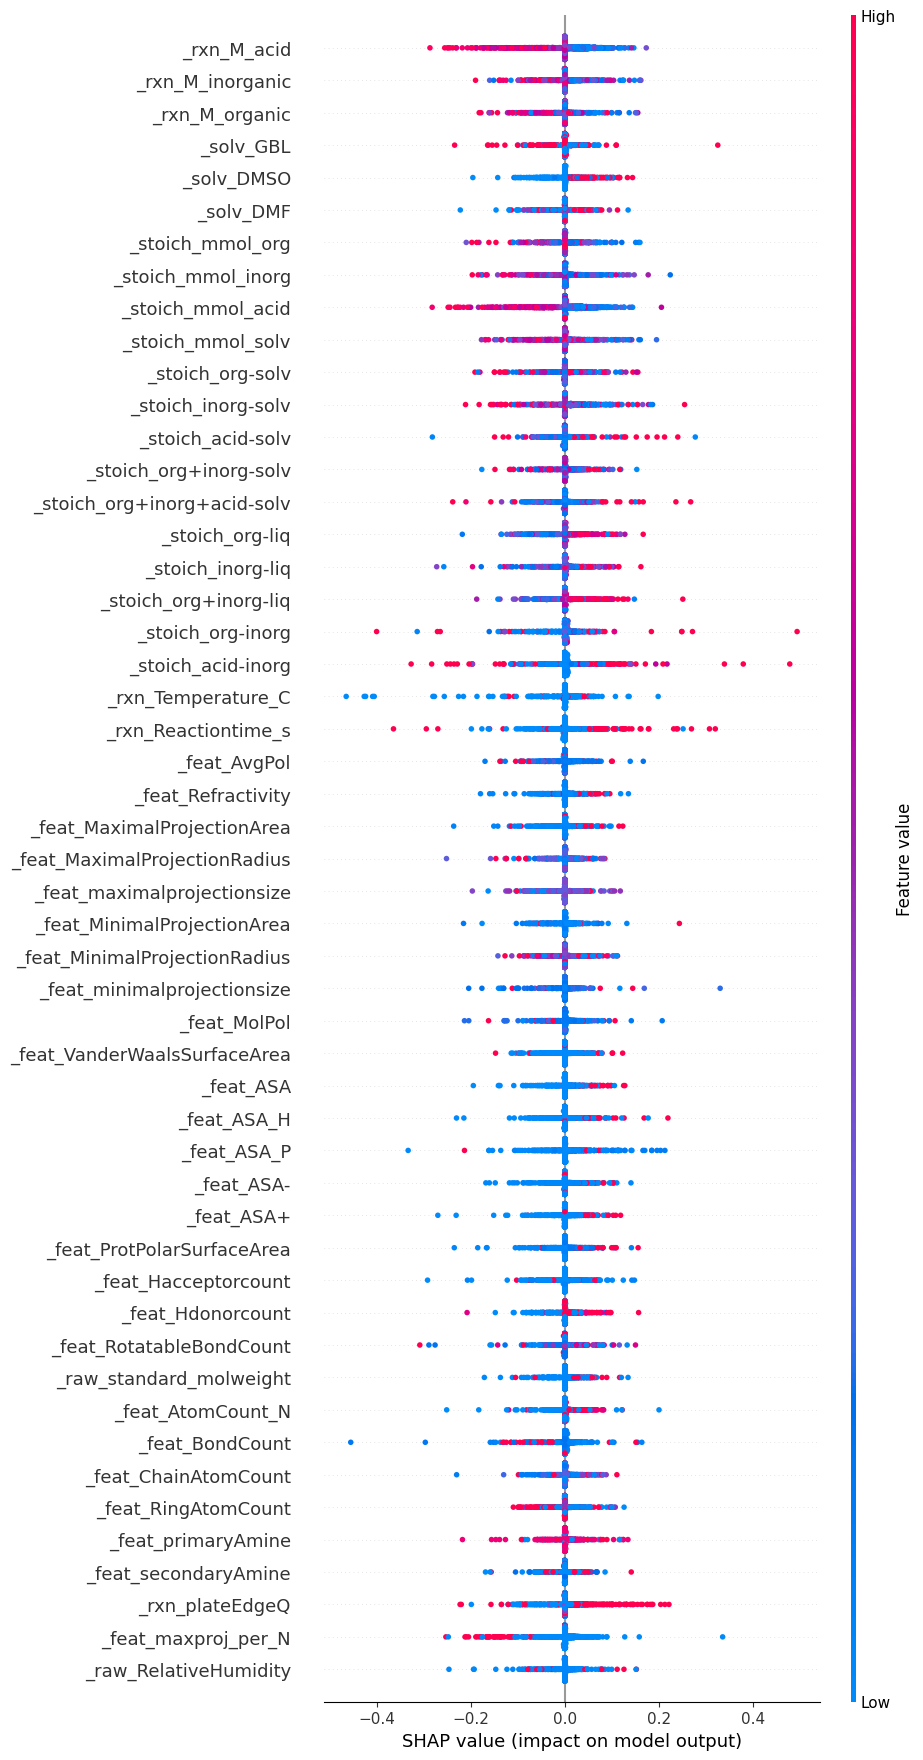 High
_rxn_M_acid
_rxn_M_inorganic
_rxn_M_organic
_solv_GBL
_solv_DMSO
_solv_DMF
_stoich_mmol_org
_stoich_mmol_inorg
_stoich_mmol_acid
_stoich_mmol_solv
_stoich_org-solv
_stoich_inorg-solv
_stoich_acid-solv
_stoich_org+inorg-solv
_stoich_org+inorg+acid-solv
_stoich_org-liq
_stoich_inorg-liq
_stoich_org+inorg-liq
_stoich_org-inorg
_stoich_acid-inorg
_rxn_Temperature_C
_rxn_Reactiontime_s
_feat_AvgPol
_feat_Refractivity
_feat_MaximalProjectionArea
_feat_MaximalProjectionRadius
_feat_maximalprojectionsize
_feat_MinimalProjectionArea
_feat_MinimalProjectionRadius
_feat_minimalprojectionsize
_feat_MolPol
_feat_VanderWaalsSurfaceArea
_feat_ASA
_feat_ASA_H
_feat_ASA_P
_feat_ASA-
_feat_ASA+
_feat_ProtPolarSurfaceArea
_feat_Hacceptorcount
_feat_Hdonorcount
_feat_RotatableBondCount
_raw_standard_molweight
_feat_AtomCount_N
_feat_BondCount
_feat_ChainAtomCount
_feat_RingAtomCount
_feat_primaryAmine
_feat_secondaryAmine
_rxn_plateEdgeQ
_feat_maxproj_per_N
_raw_RelativeHumidity
Feature value
Low
−0.4 −0.2 0.0 0.2 0.4
SHAP value (impact on model output)